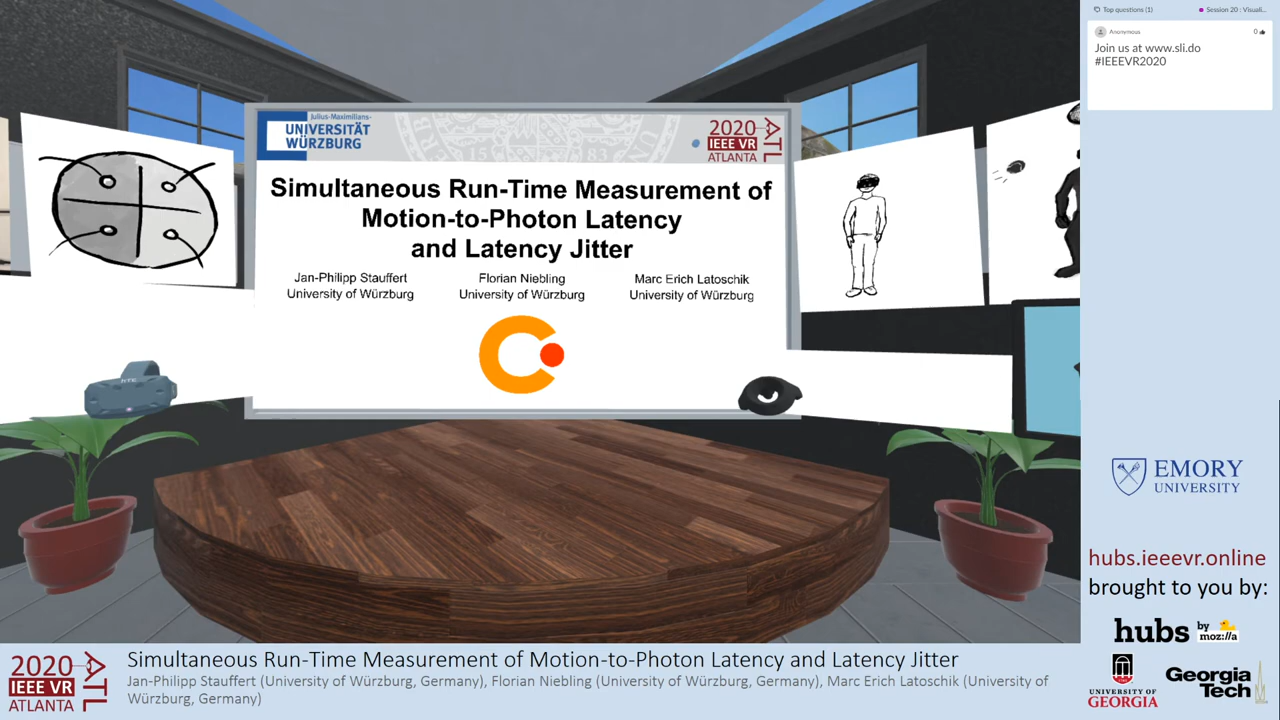 Top questions (1)
Session 20 : Visuali...
Anonymous
0
Join us at www.sli.do
#IEEEVR2020
Julius-Maximilians-
UNIVERSITÄT
WÜRZBURG
2020
IEEE VR
ATLANTA
ATL
Simultaneous Run-Time Measurement of
Motion-to-Photon Latency
and Latency Jitter
Jan-Philipp Stauffert
University of Würzburg
Florian Niebling
University of Würzburg
Marc Erich Latoschik
University of Würzburg
HTC
EMORY
UNIVERSITY
hubs.ieeevr.online
brought to you by:
hubs by
moz://a
UNIVERSITY OF
GEORGIA
Georgia
Tech
2020
IEEE VR
ATLANTA
ATL
Simultaneous Run-Time Measurement of Motion-to-Photon Latency and Latency Jitter
Jan-Philipp Stauffert (University of Würzburg, Germany), Florian Niebling (University of Würzburg, Germany), Marc Erich Latoschik (University of
Würzburg, Germany)